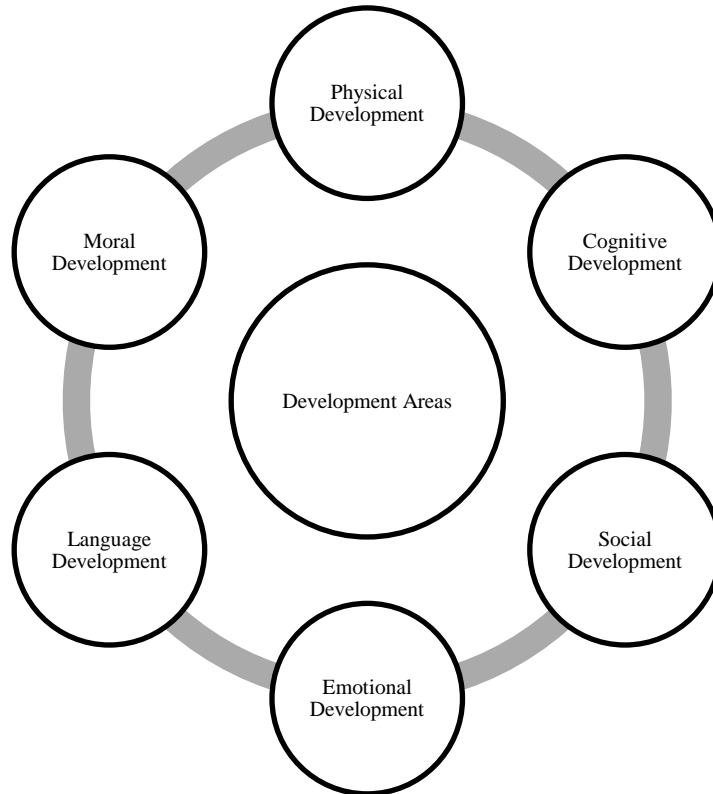 Physical
Development
Cognitive
Development
Social
Development
Emotional
Development
Language
Development
Moral
Development
Development Areas